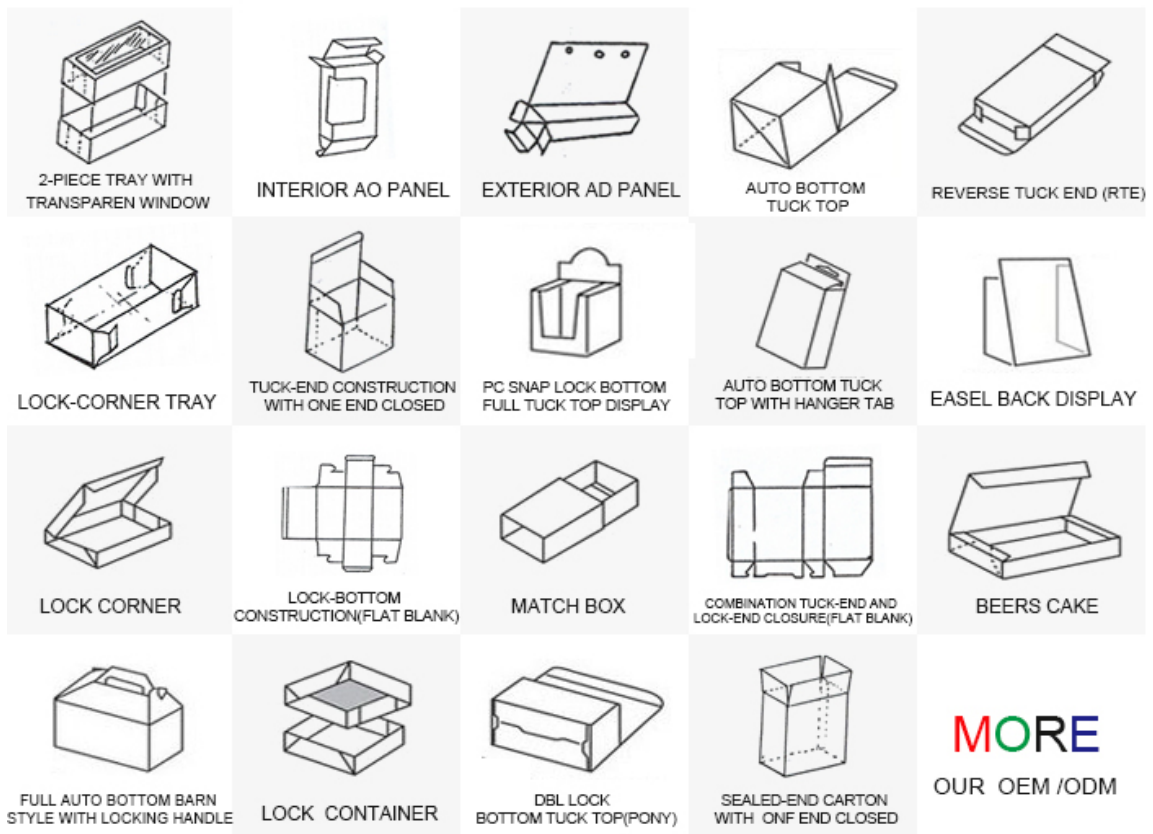 2-PIECE TRAY WITH
TRANSPAREN WINDOW
INTERIOR AO PANEL
EXTERIOR AD PANEL
AUTO BOTTOM
TUCK TOP
REVERSE TUCK END (RTE)
LOCK-CORNER TRAY
TUCK-END CONSTRUCTION
WITH ONE END CLOSED
PC SNAP LOCK BOTTOM
FULL TUCK TOP DISPLAY
AUTO BOTTOM TUCK
TOP WITH HANGER TAB
EASEL BACK DISPLAY
LOCK CORNER
LOCK-BOTTOM
CONSTRUCTION(FLAT BLANK)
MATCH BOX
COMBINATION TUCK-END AND
LOCK-END CLOSURE(FLAT BLANK)
BEERS CAKE
FULL AUTO BOTTOM BARN
STYLE WITH LOCKING HANDLE
LOCK CONTAINER
DBL LOCK
BOTTOM TUCK TOP(PONY)
SEALED-END CARTON
WITH ONF END CLOSED
MORE
OUR OEM /ODM